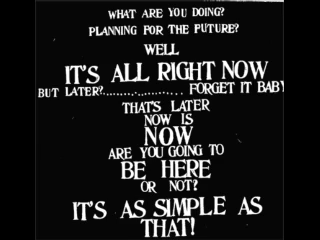 WHAT ARE YOU DOING?
PLANNING FOR THE FUTURE?
WELL
IT'S ALL RIGHT NOW
BUT LATER?.................... FORGET IT BABY
THAT'S LATER
NOW IS
NOW
ARE YOU GOING TO
BE HERE
OR NOT?
IT'S AS SIMPLE AS
THAT!